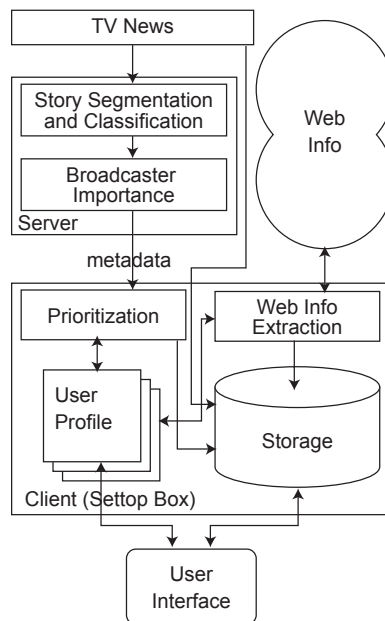 TV News
Story Segmentation
and Classification
Broadcaster
Importance
Server
Web
Info
metadata
Prioritization
Web Info
Extraction
User
Profile
Storage
Client (Settop Box)
User
Interface